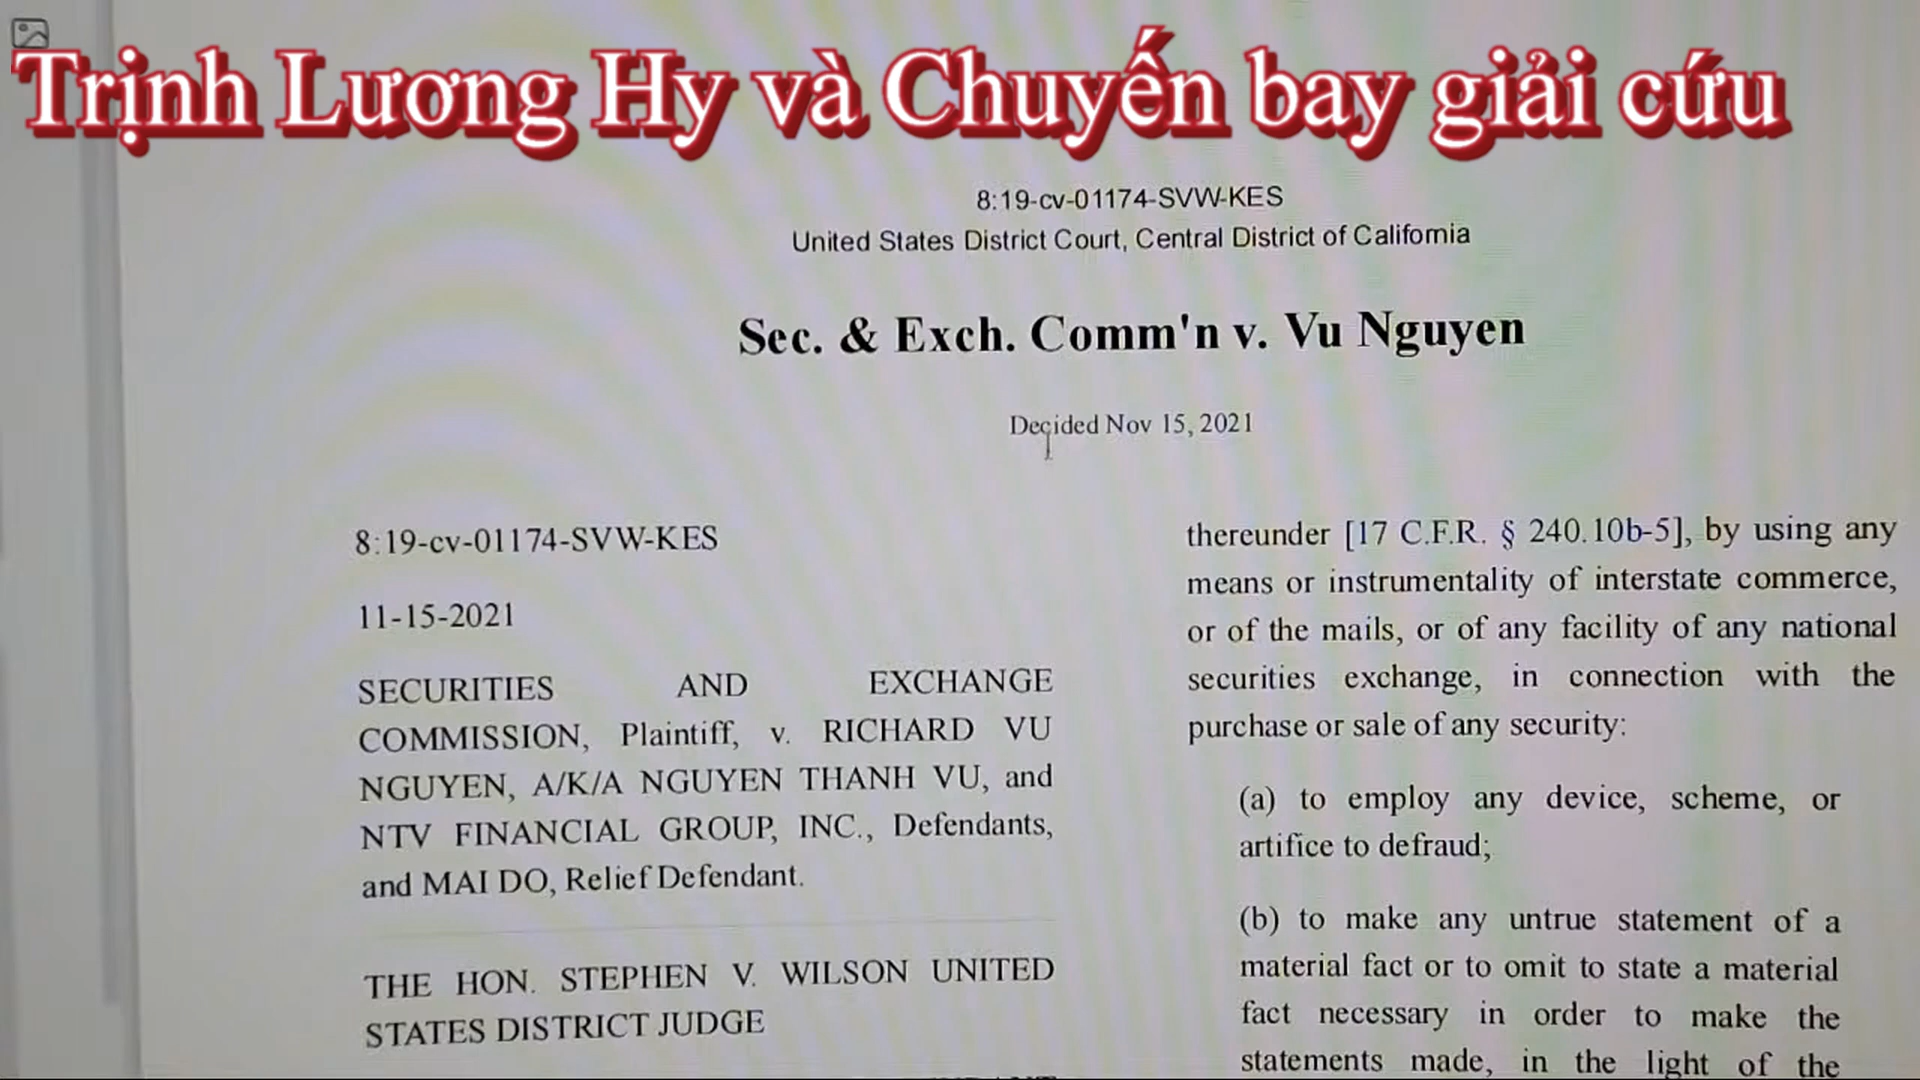 Trịnh Lương Hy và Chuyến bay giải cứu
8:19-cv-01174-SVW-KES
United States District Court, Central District of California
Sec. & Exch. Comm'n v. Vu Nguyen
Decided Nov 15, 2021
8:19-cv-01174-SVW-KES
11-15-2021
SECURITIES AND EXCHANGE
COMMISSION, Plaintiff, v. RICHARD VU
NGUYEN, A/K/A NGUYEN THANH VU, and
NTV FINANCIAL GROUP, INC., Defendants,
and MAI DO, Relief Defendant.
THE HON. STEPHEN V. WILSON UNITED
STATES DISTRICT JUDGE
thereunder [17 C.F.R. § 240.10b-5], by using any
means or instrumentality of interstate commerce,
or of the mails, or of any facility of any national
securities exchange, in connection with the
purchase or sale of any security:
(a) to employ any device, scheme, or
artifice to defraud;
(b) to make any untrue statement of a
material fact or to omit to state a material
fact necessary in order to make the
statements made, in the light of the